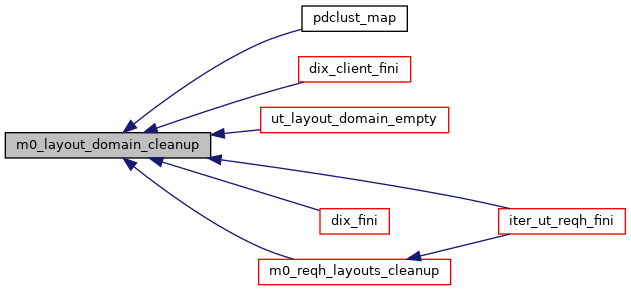 pdclust_map
dix_client_fini
ut_layout_domain_empty
m0_layout_domain_cleanup
dix_fini
iter_ut_reqh_fini
m0_reqh_layouts_cleanup